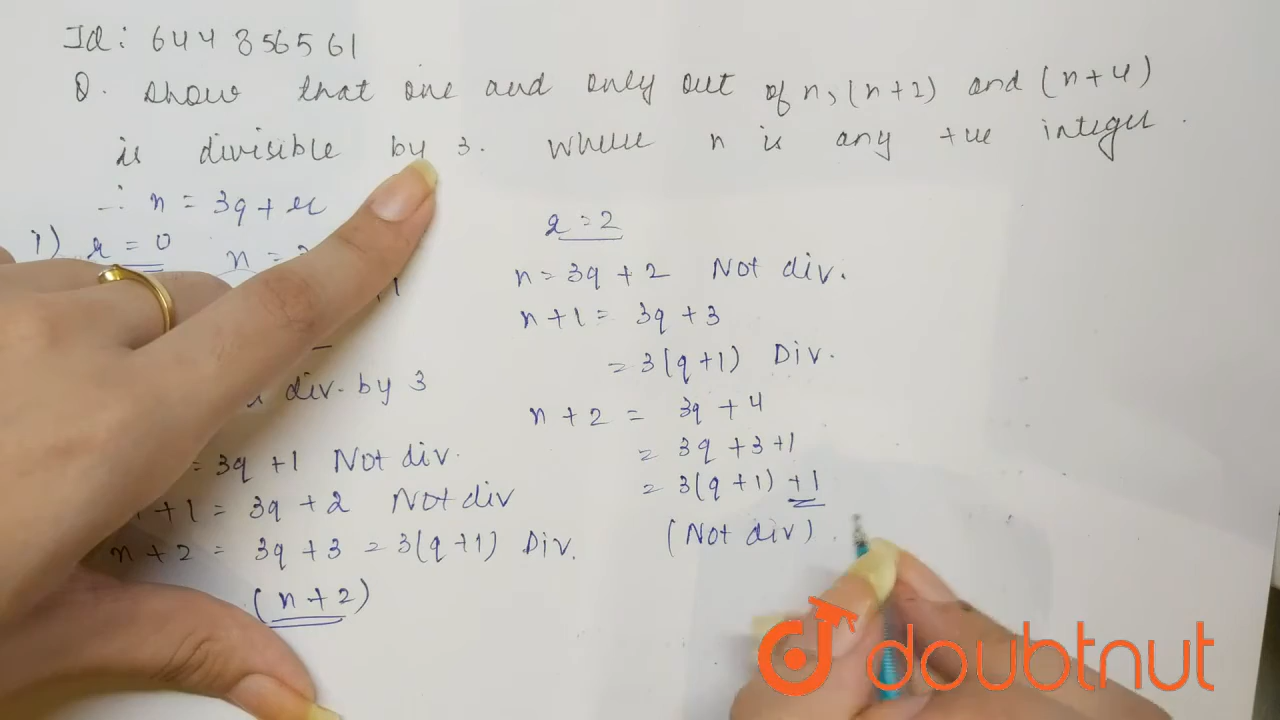 Id: 644856561
Q. show that one and only out of n, (n+2) and (n+4)
is divisible by 3. where n is any +ve integer.
∴ n = 3q + r
i) r = 0
n =
div. by 3
= 3q + 1 Not div.
+ 1 = 3q + 2 Not div
n + 2 = 3q + 3 = 3(q+1) Div.
(n + 2)
r = 2
n = 3q + 2 Not div.
n + 1 = 3q + 3
= 3(q+1) Div.
n + 2 = 3q + 4
= 3q + 3 + 1
= 3(q + 1) + 1
(Not div).
doubtnut